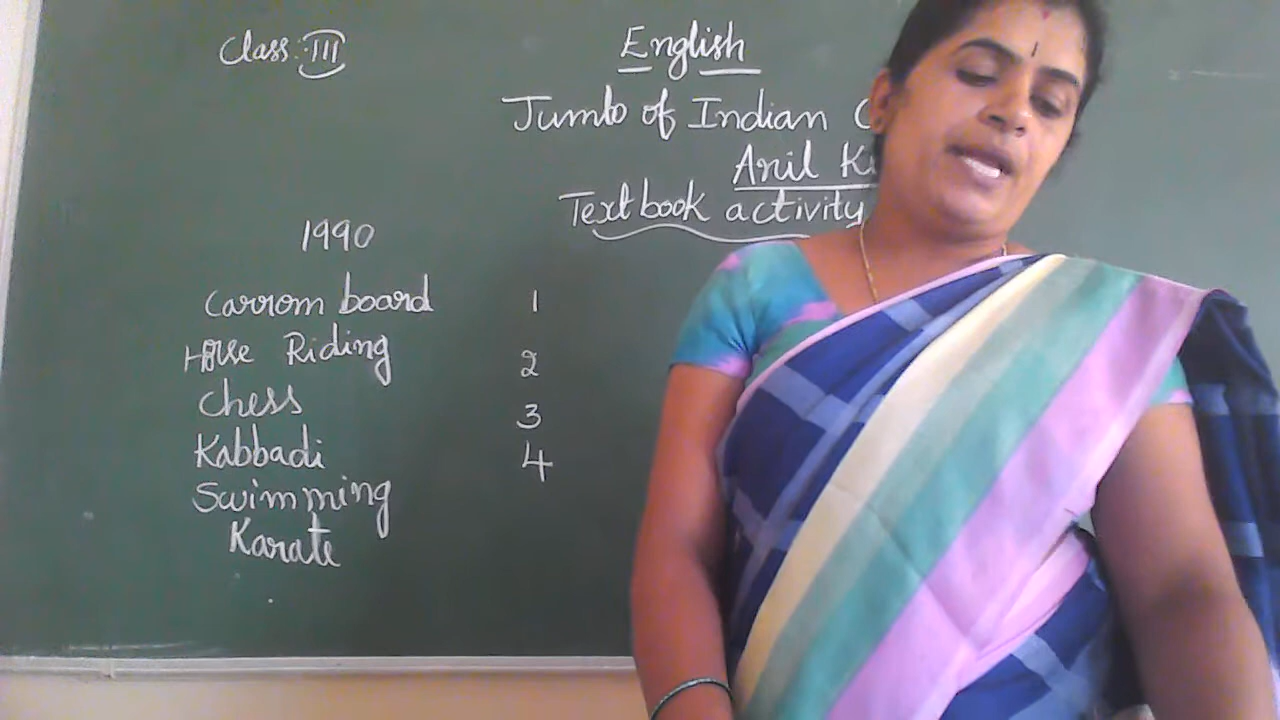 Class: III
English
Jumbo of Indian C
Anil K
Textbook activity
1990
Carrom board 1
Horse Riding 2
Chess 3
Kabbadi 4
Swimming
Karate